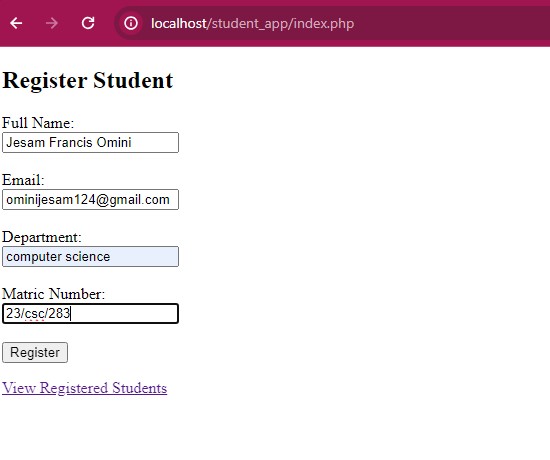 localhost/student_app/index.php
Register Student
Full Name:
Jesam Francis Omini
Email:
ominijesam124@gmail.com
Department:
computer science
Matric Number:
23/csc/283
Register
View Registered Students